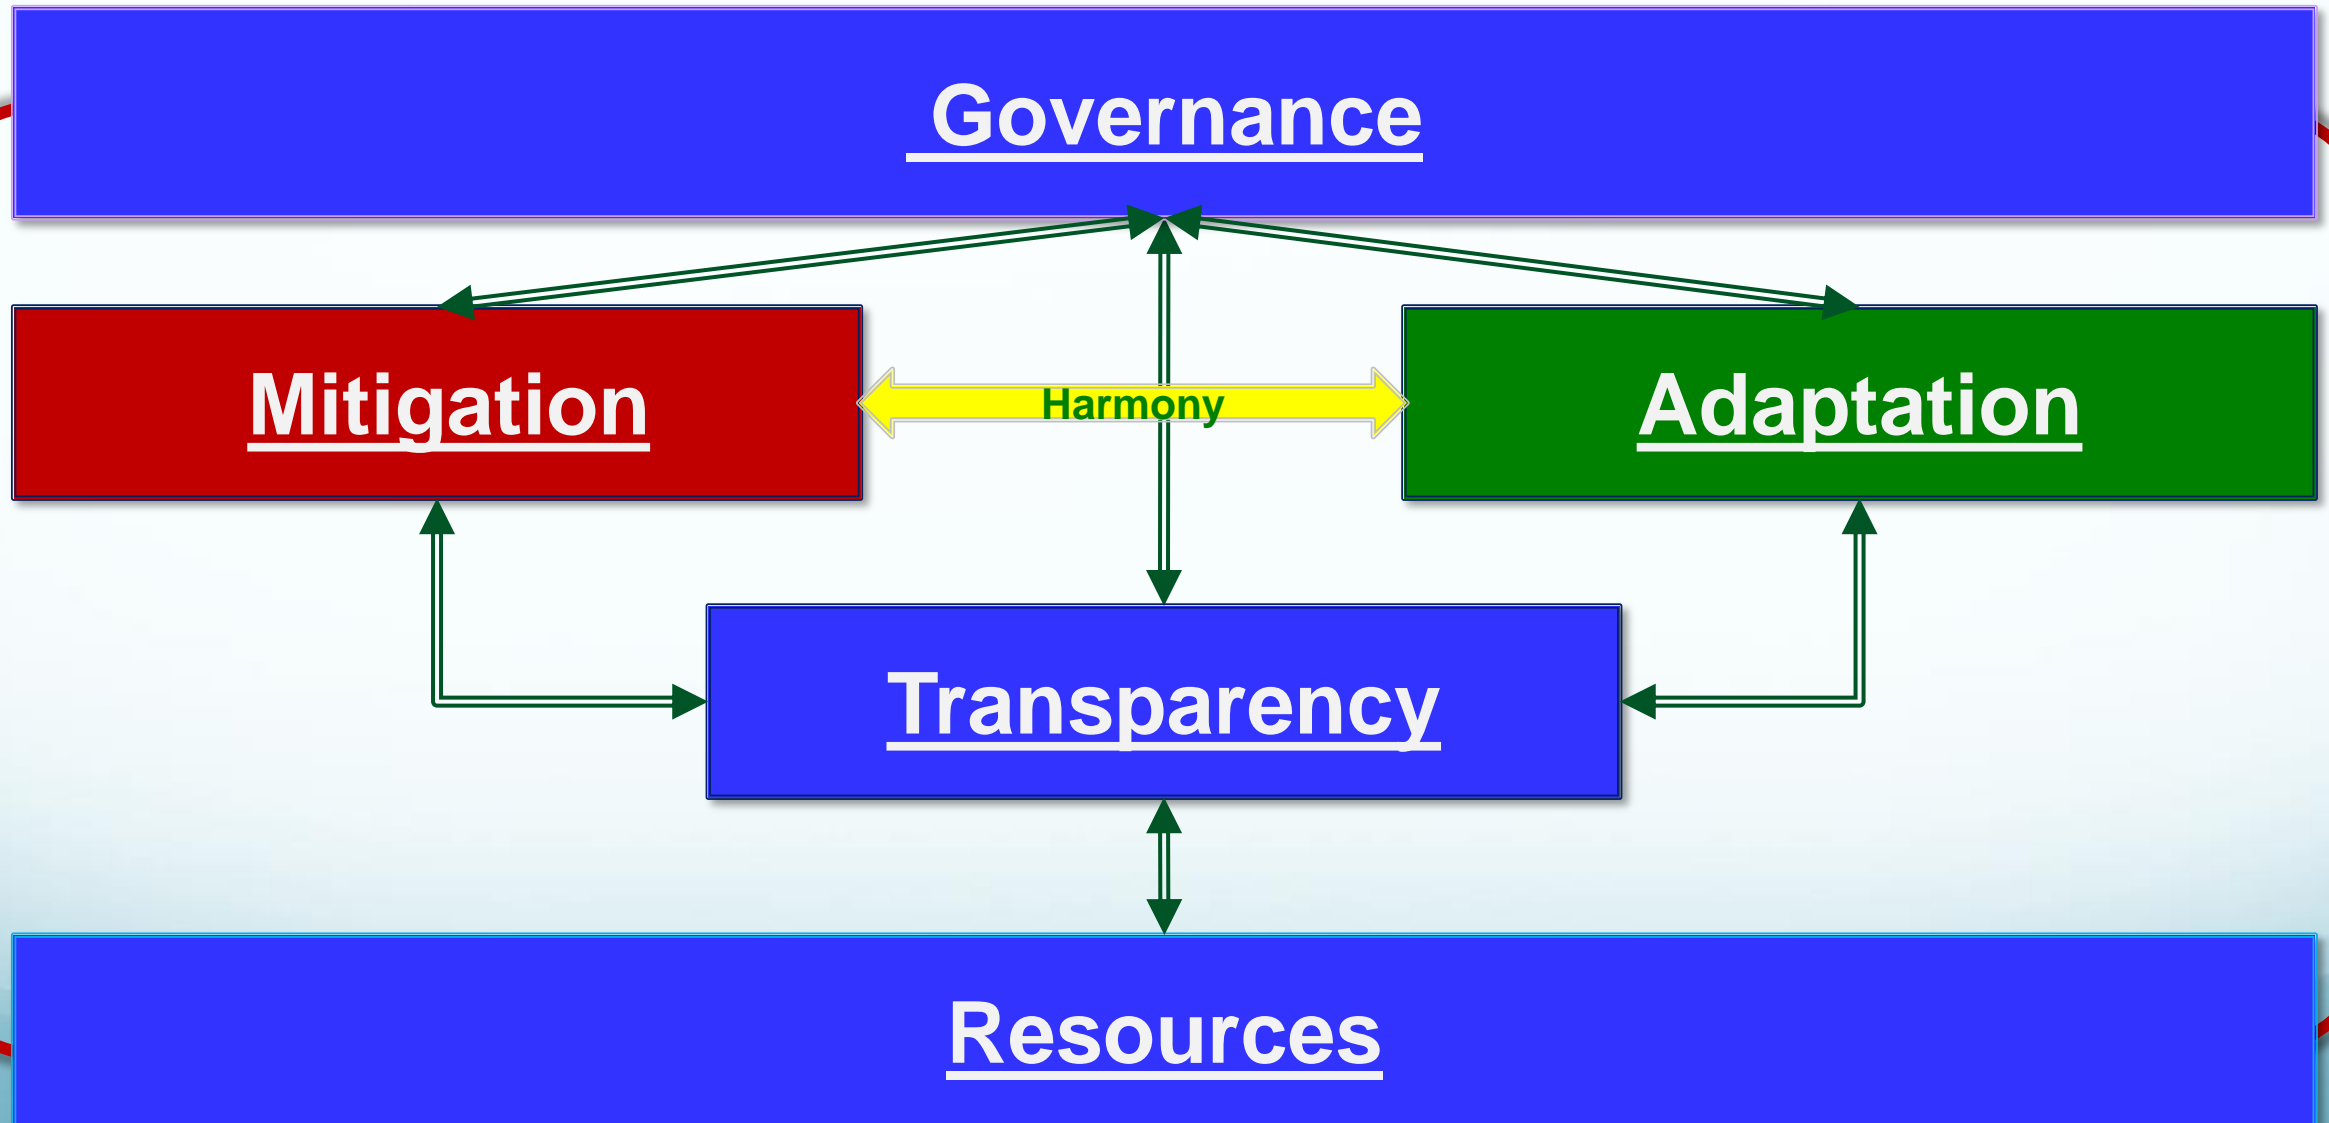 Governance
Mitigation
Harmony
Adaptation
Transparency
Resources